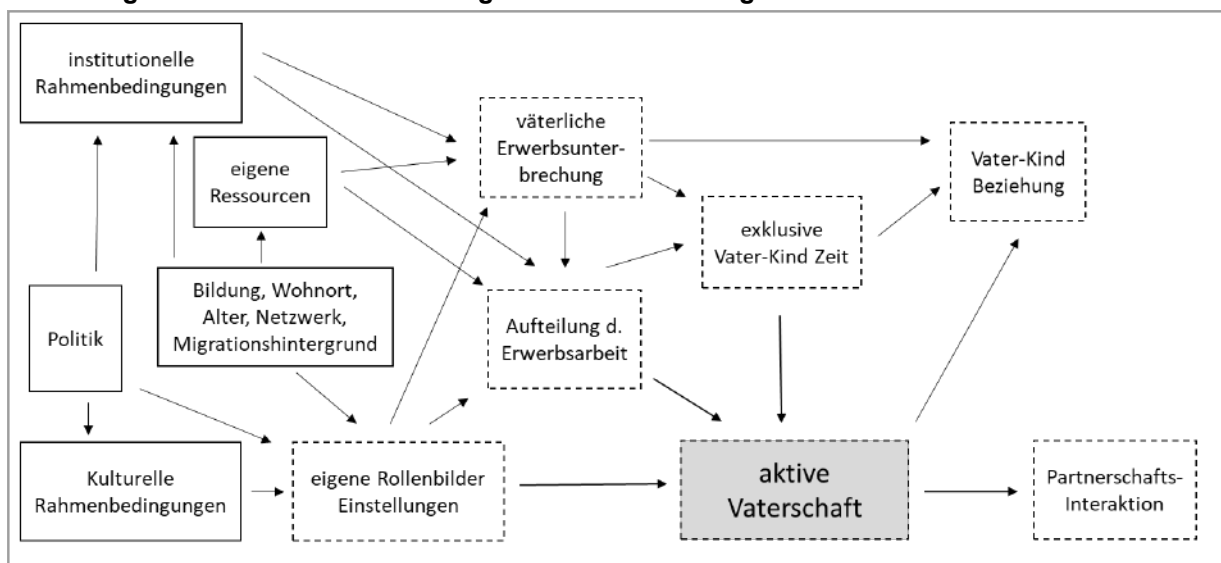 institutionelle
Rahmenbedingungen
väterliche
Erwerbsunter-
brechung
Vater-Kind
Beziehung
eigene
Ressourcen
exklusive
Vater-Kind Zeit
Bildung, Wohnort,
Alter, Netzwerk,
Migrationshintergrund
Politik
Aufteilung d.
Erwerbsarbeit
Kulturelle
Rahmenbedingungen
eigene Rollenbilder
Einstellungen
aktive
Vaterschaft
Partnerschafts-
Interaktion